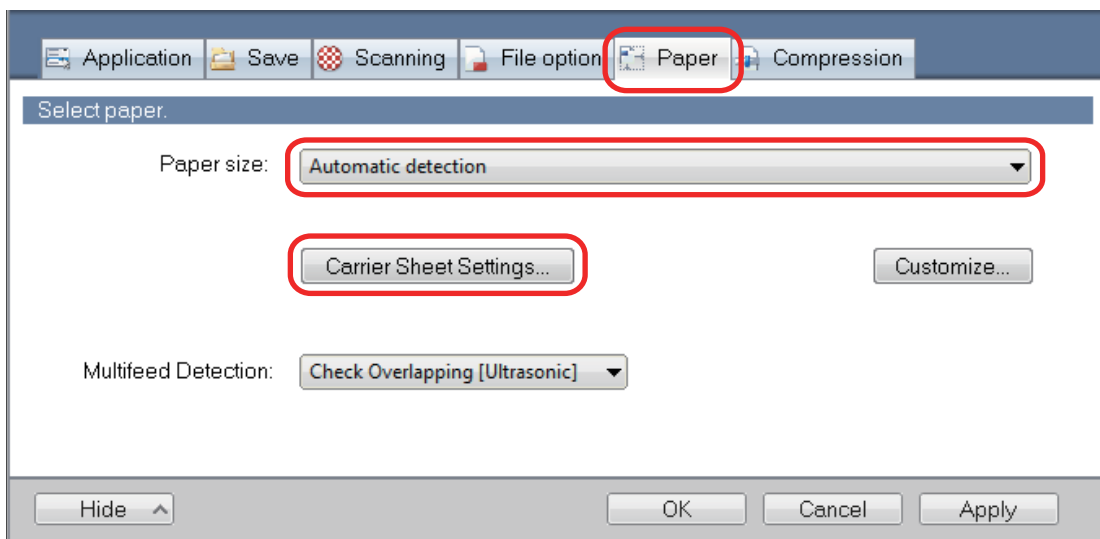 Application Save Scanning File option Paper Compression
Select paper.
Paper size: Automatic detection
Carrier Sheet Settings... Customize...
Multifeed Detection: Check Overlapping [Ultrasonic]
Hide OK Cancel Apply